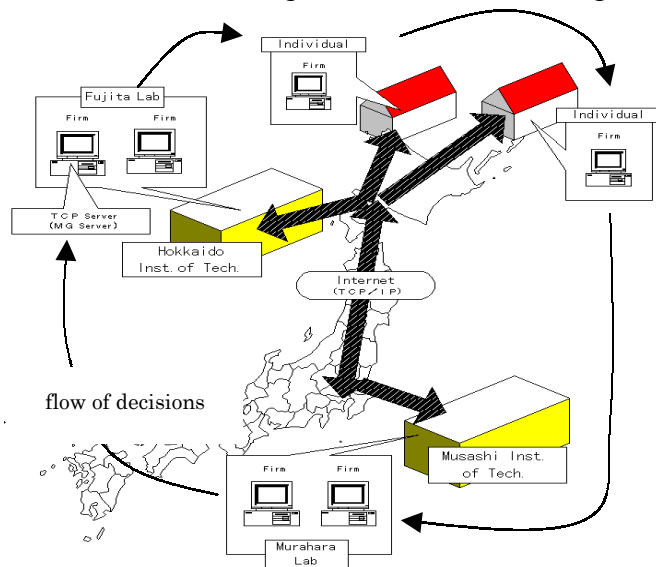 Individual
Firm
Fujita Lab
Firm
Firm
Individual
Firm
TCP Server
(MG Server)
Hokkaido
Inst.of Tech.
Internet
(TCP／IP)
flow of decisions
Musashi Inst.
of Tech.
Firm
Firm
Murahara
Lab